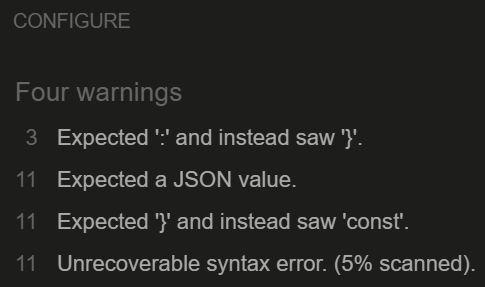 CONFIGURE
Four warnings
3 Expected ':' and instead saw '}'.
11 Expected a JSON value.
11 Expected '}' and instead saw 'const'.
11 Unrecoverable syntax error. (5% scanned).